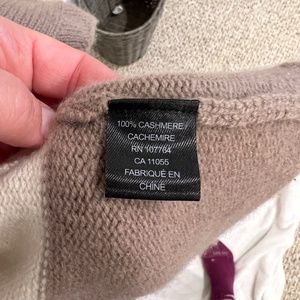 100% CASHMERE/
CACHEMIRE
RN 107764
CA 11055
FABRIQUÉ EN
CHINE